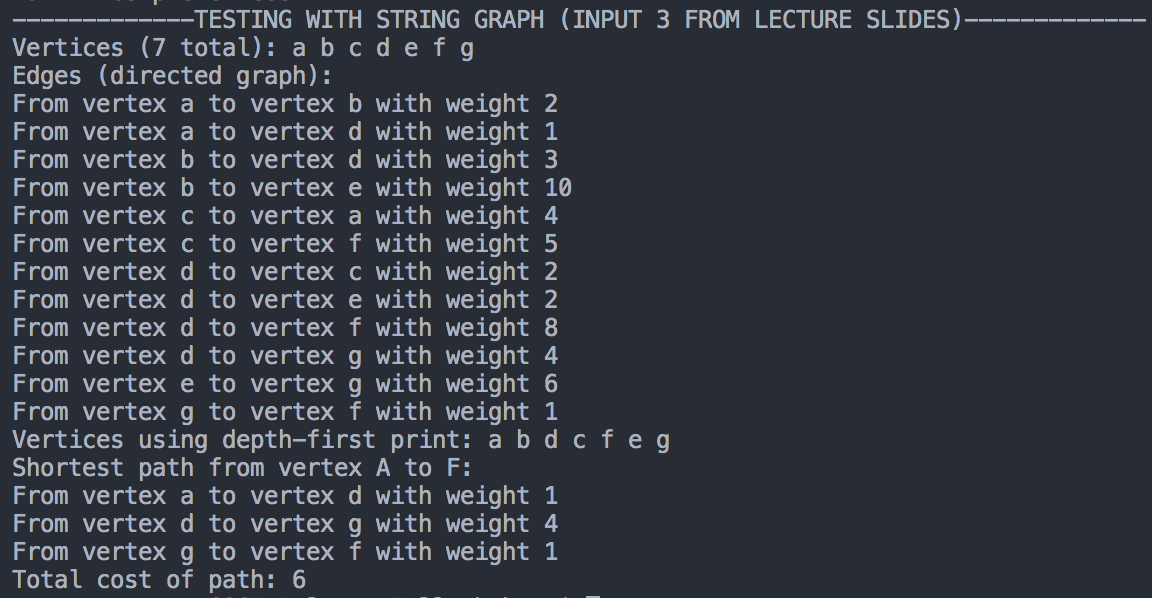 -------------TESTING WITH STRING GRAPH (INPUT 3 FROM LECTURE SLIDES)-------------
Vertices (7 total): a b c d e f g
Edges (directed graph):
From vertex a to vertex b with weight 2
From vertex a to vertex d with weight 1
From vertex b to vertex d with weight 3
From vertex b to vertex e with weight 10
From vertex c to vertex a with weight 4
From vertex c to vertex f with weight 5
From vertex d to vertex c with weight 2
From vertex d to vertex e with weight 2
From vertex d to vertex f with weight 8
From vertex d to vertex g with weight 4
From vertex e to vertex g with weight 6
From vertex g to vertex f with weight 1
Vertices using depth-first print: a b d c f e g
Shortest path from vertex A to F:
From vertex a to vertex d with weight 1
From vertex d to vertex g with weight 4
From vertex g to vertex f with weight 1
Total cost of path: 6